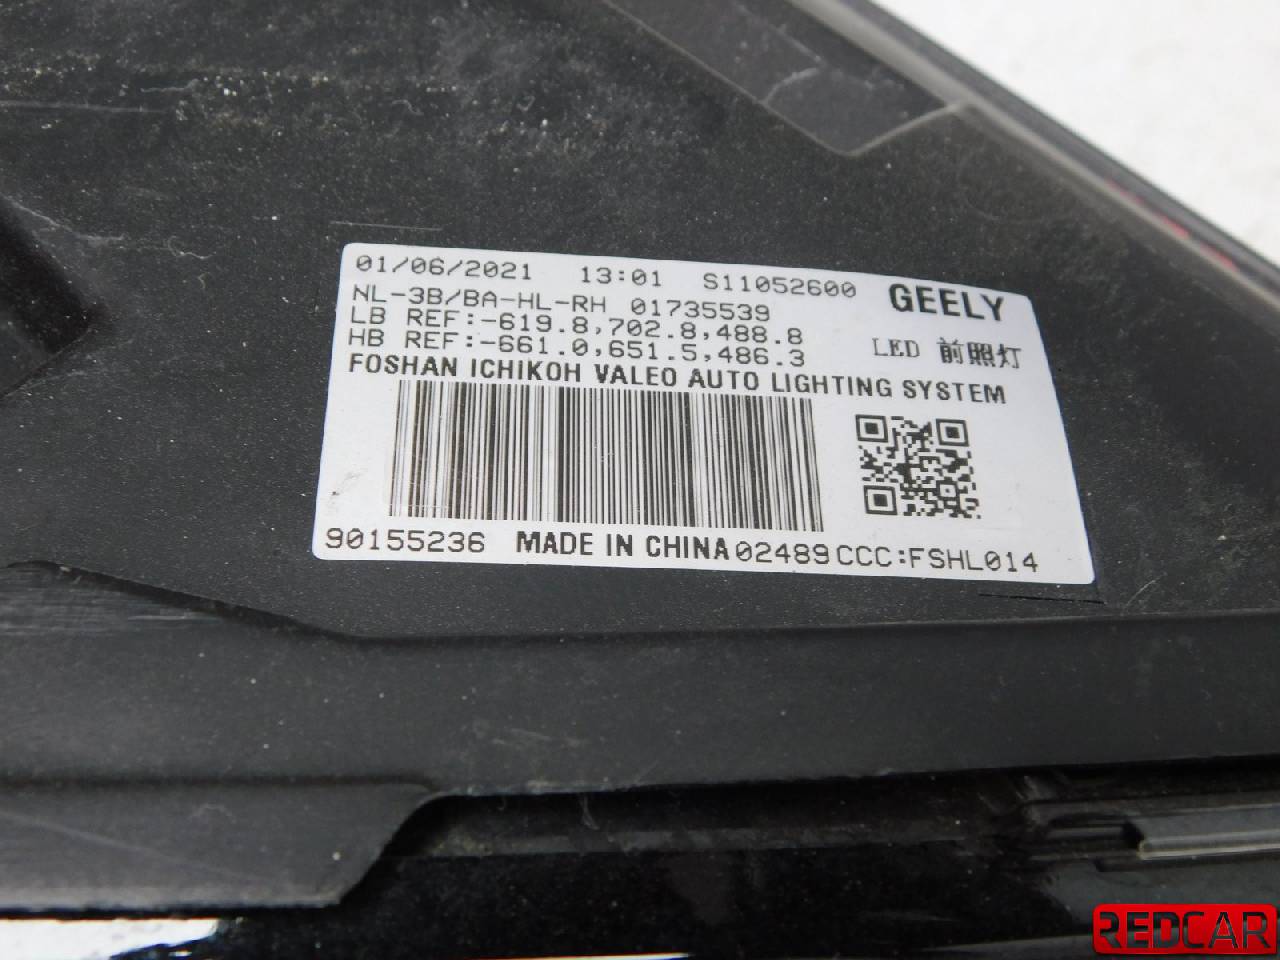 01/06/2021 13:01 S11052600 GEELY
NL-3B/BA-HL-RH 01735539
LB REF:-619.8,702.8,488.8
HB REF:-661.0,651.5,486.3 LED 前照灯
FOSHAN ICHIKOH VALEO AUTO LIGHTING SYSTEM
90155236 MADE IN CHINA 02489 CCC:FSHL014
REDCAR